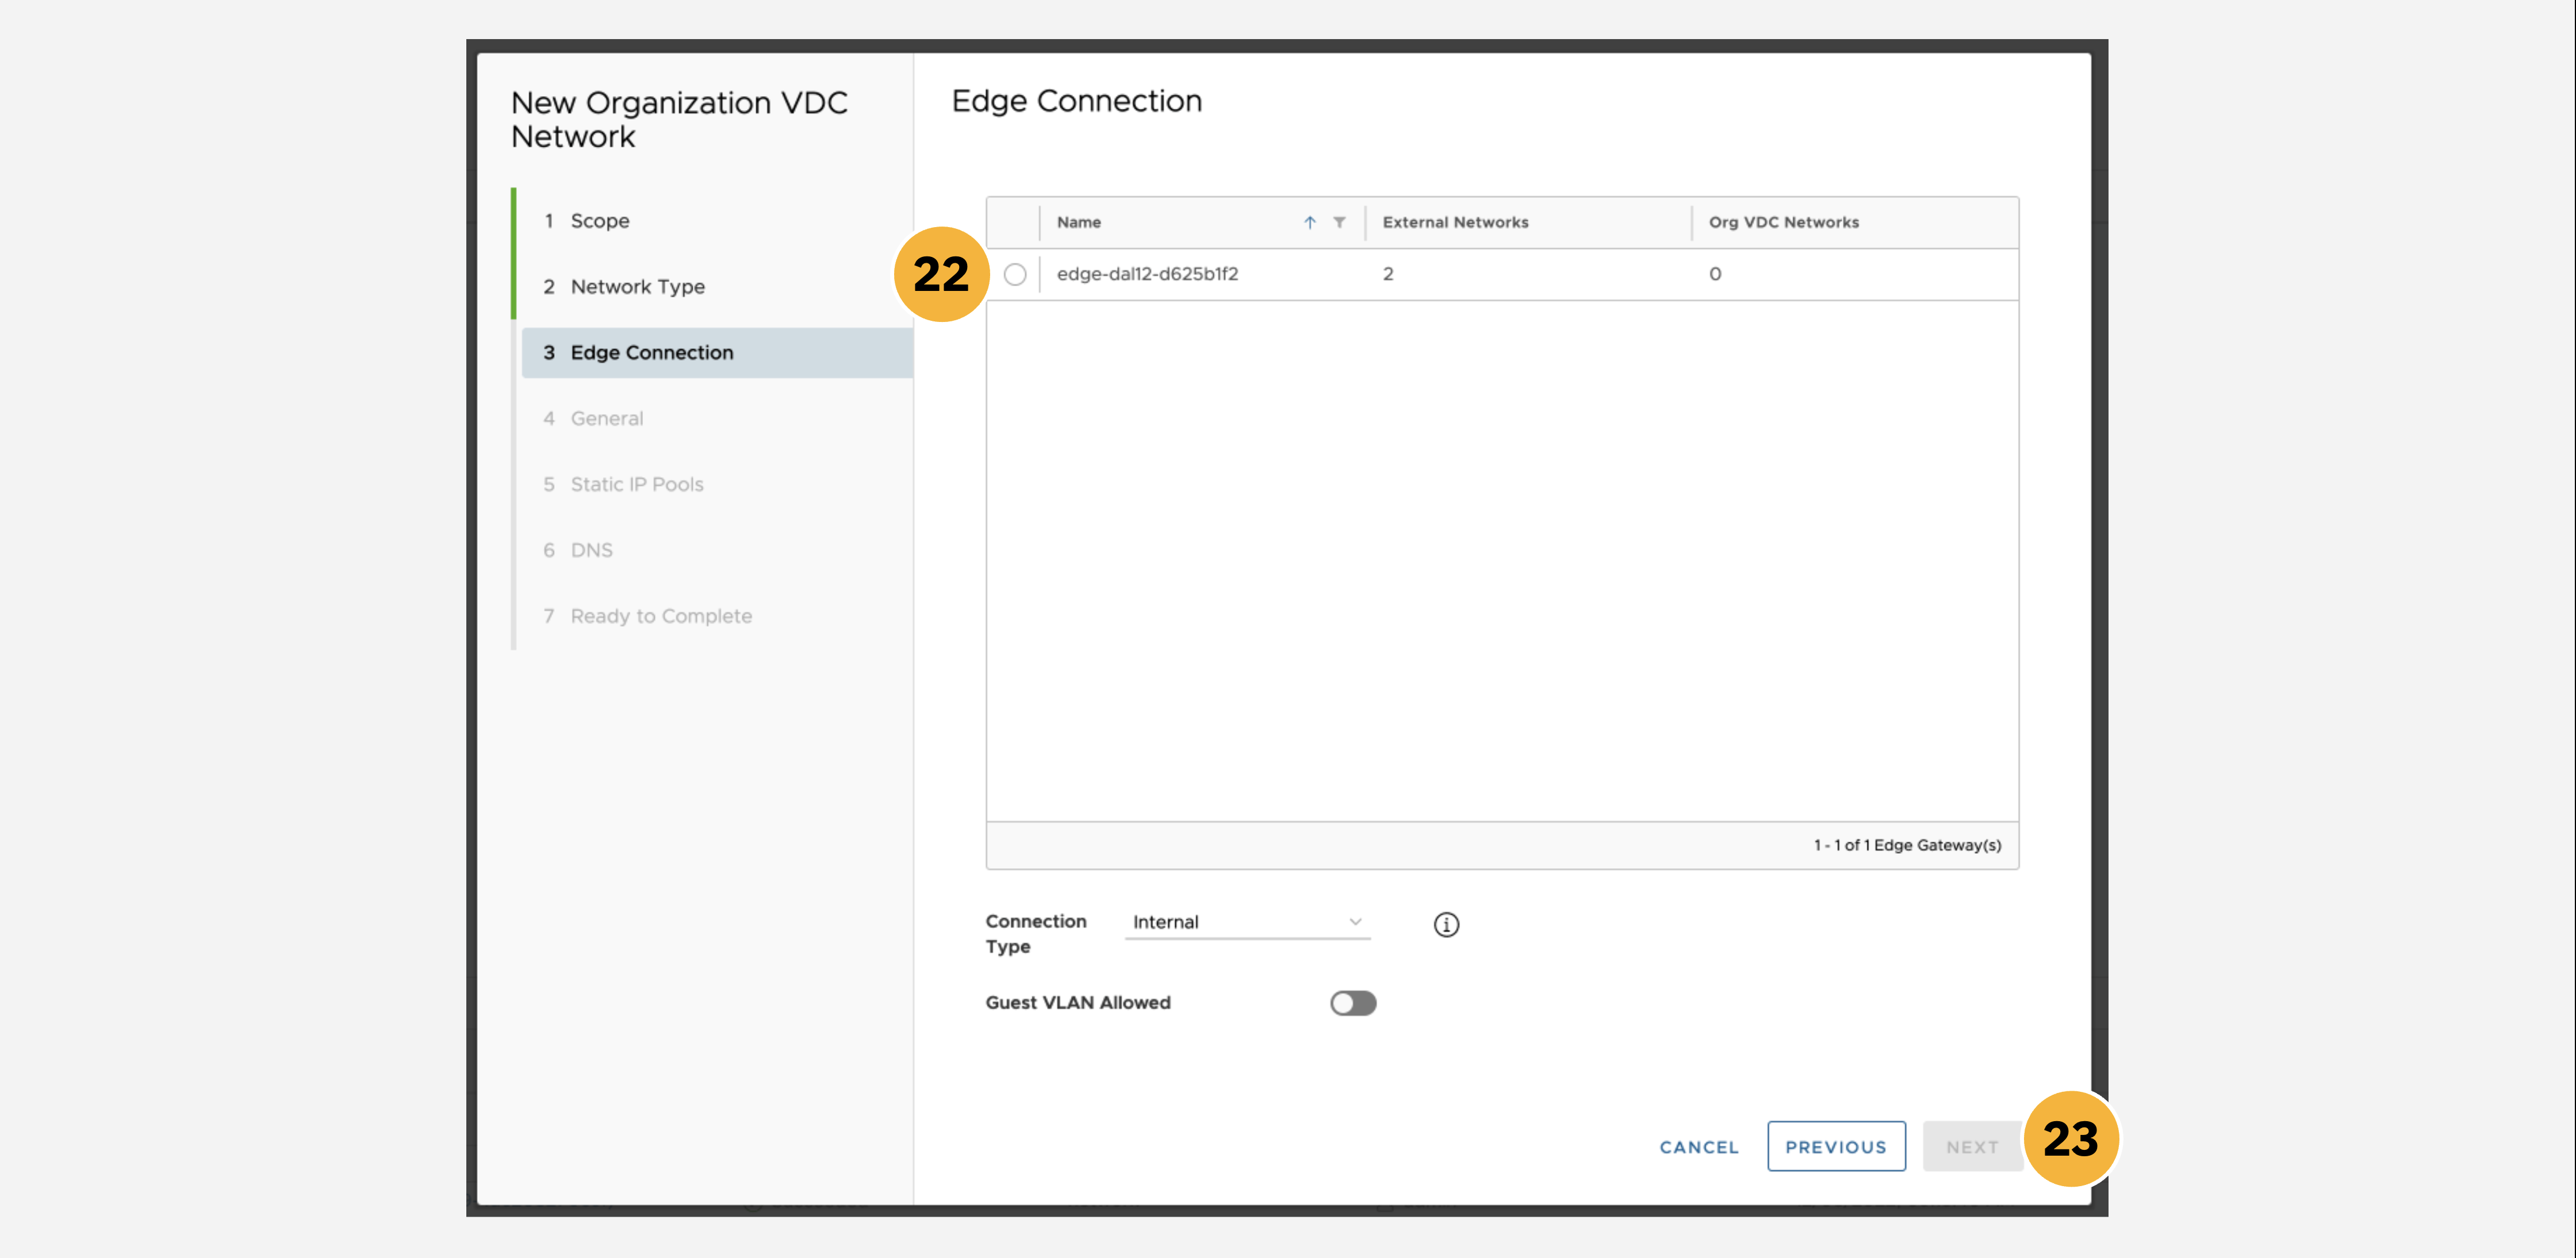 New Organization VDC
Network
1 Scope
2 Network Type
3 Edge Connection
4 General
5 Static IP Pools
6 DNS
7 Ready to Complete
Edge Connection
Name External Networks Org VDC Networks
22
edge-dal12-d625b1f2 2 0
1 - 1 of 1 Edge Gateway(s)
Connection
Type
Internal
Guest VLAN Allowed
CANCEL PREVIOUS NEXT
23